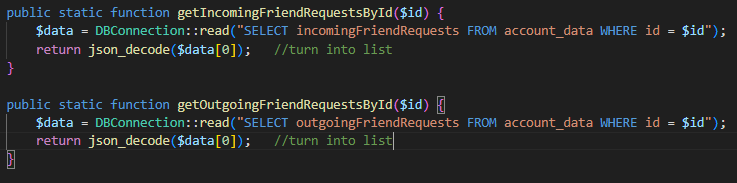 public static function getIncomingFriendRequestsById($id) {
    $data = DBConnection::read("SELECT incomingFriendRequests FROM account_data WHERE id = $id");
    return json_decode($data[0]);   //turn into list
}

public static function getOutgoingFriendRequestsById($id) {
    $data = DBConnection::read("SELECT outgoingFriendRequests FROM account_data WHERE id = $id");
    return json_decode($data[0]);   //turn into list
}